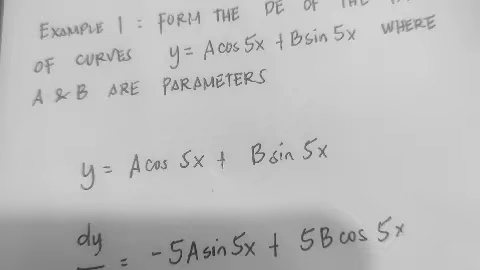 EXAMPLE 1 : FORM THE DE OF THE
OF CURVES y = A cos 5x + B sin 5x WHERE
A & B ARE PARAMETERS
y = A cos 5x + B sin 5x
dy
= -5A sin 5x + 5B cos 5x